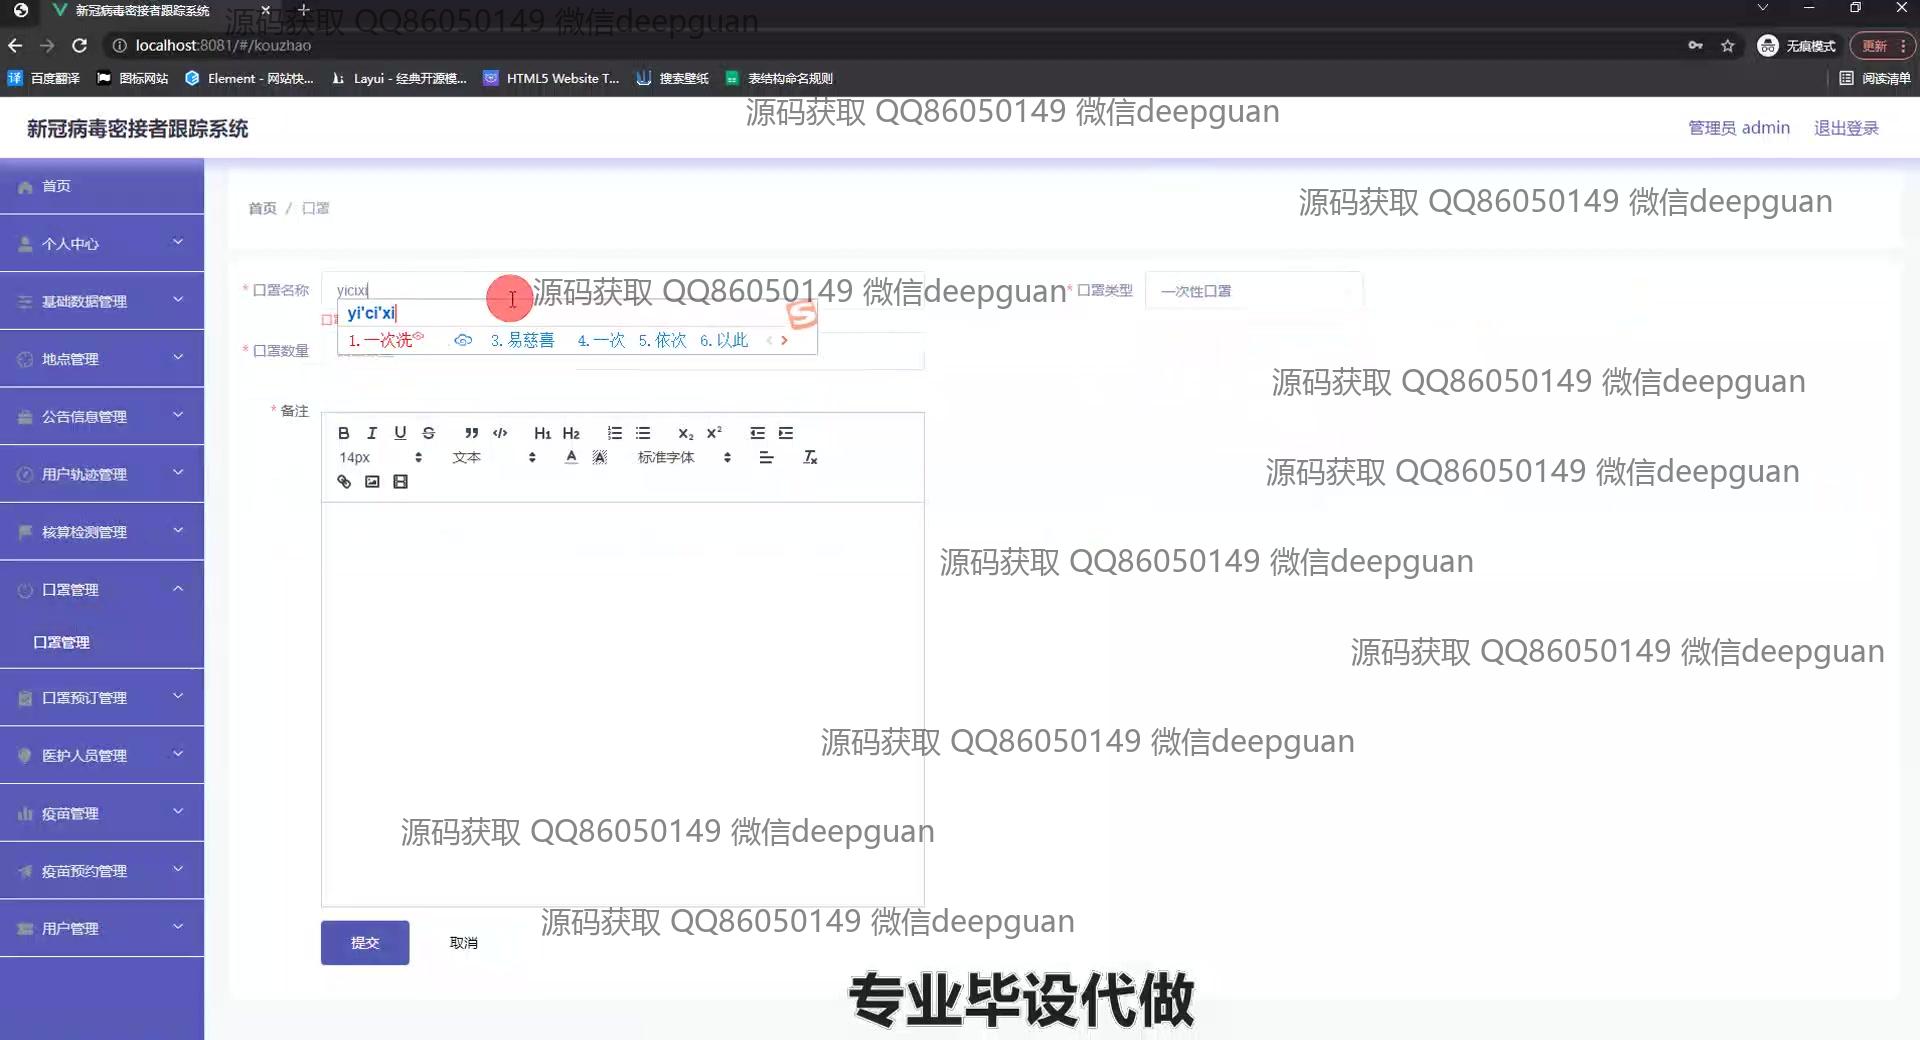 新冠病毒密接者跟踪系统
源码获取 QQ86050149 微信deepguan
localhost:8081/#/kouzhao
无痕模式
更新
百度翻译
图标网站
Element - 网站快...
Layui - 经典开源模...
HTML5 Website T...
搜索壁纸
表结构命名规则
阅读清单
源码获取 QQ86050149 微信deepguan
新冠病毒密接者跟踪系统
管理员 admin
退出登录
首页
个人中心
基础数据管理
地点管理
公告信息管理
用户轨迹管理
核算检测管理
口罩管理
口罩管理
口罩预订管理
医护人员管理
疫苗管理
疫苗预约管理
用户管理
首页 / 口罩
源码获取 QQ86050149 微信deepguan
* 口罩名称
yicixi
源码获取 QQ86050149 微信deepguan
* 口罩类型
一次性口罩
yi'ci'xi
1.一次洗 3.易慈喜 4.一次 5.依次 6.以此
* 口罩数量
源码获取 QQ86050149 微信deepguan
* 备注
B I U S H1 H2 X2 X2
14px 文本 A A 标准字体
源码获取 QQ86050149 微信deepguan
源码获取 QQ86050149 微信deepguan
源码获取 QQ86050149 微信deepguan
源码获取 QQ86050149 微信deepguan
源码获取 QQ86050149 微信deepguan
源码获取 QQ86050149 微信deepguan
提交
取消
专业毕设代做